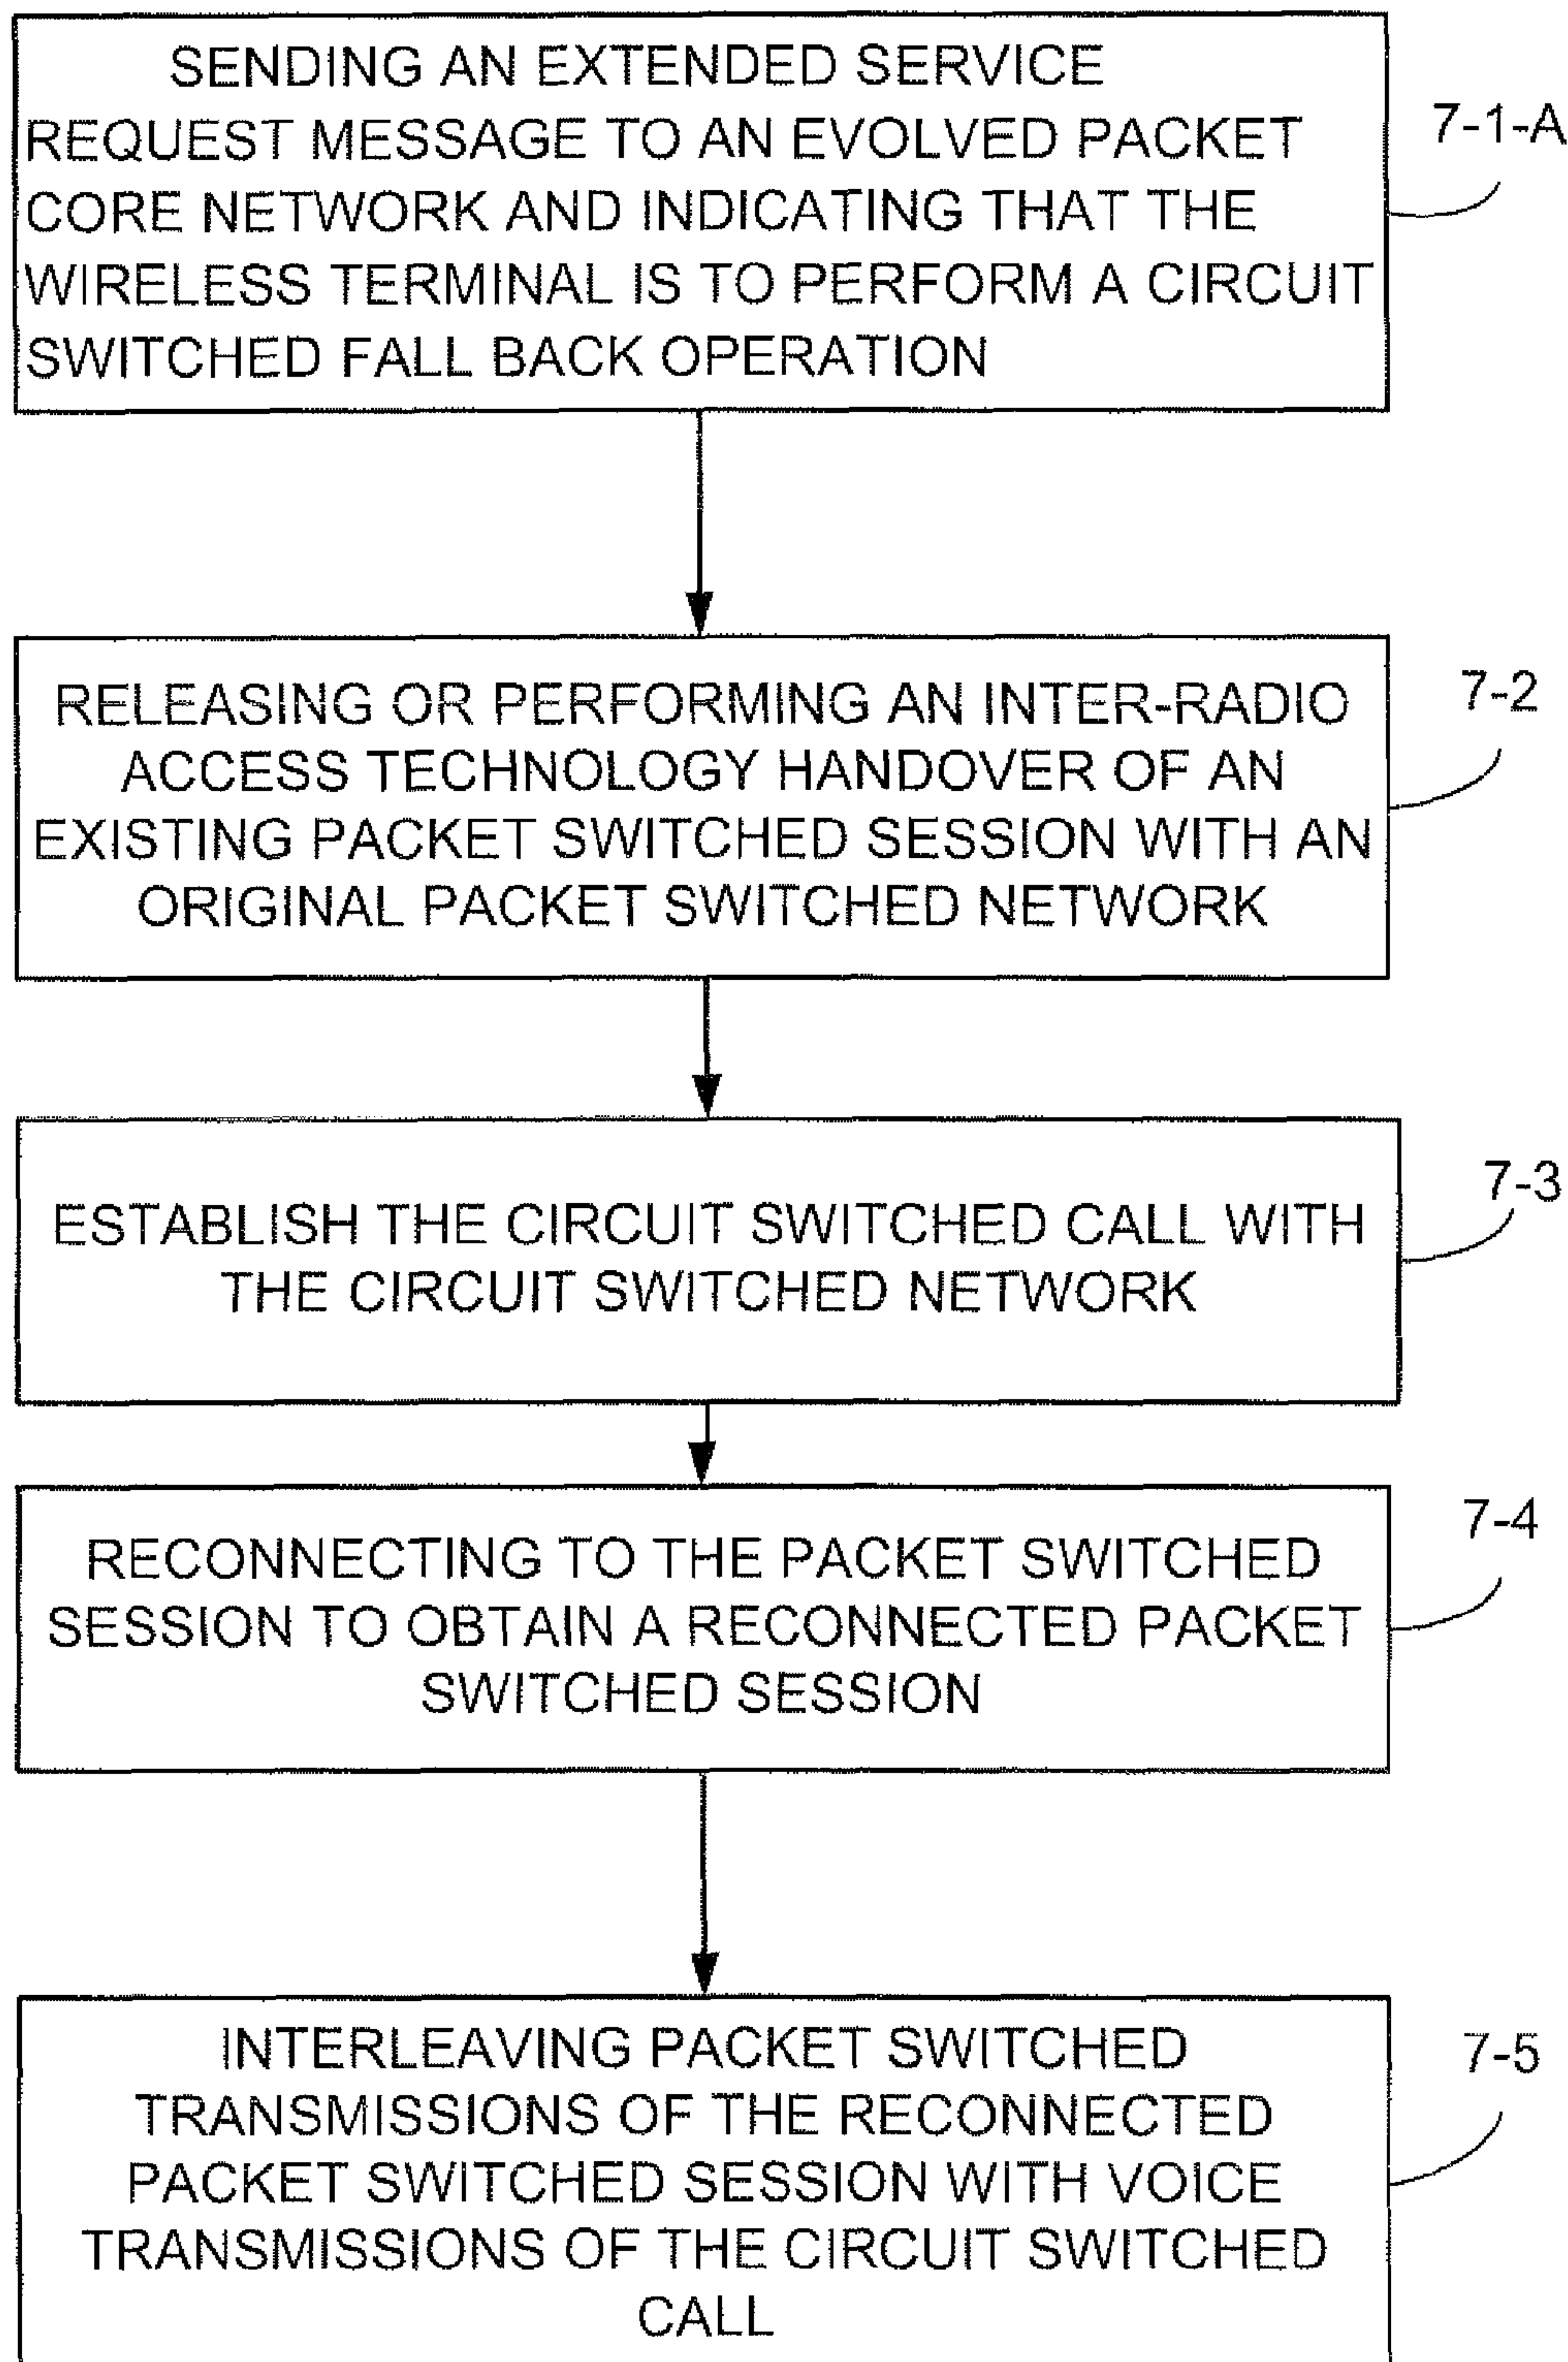 SENDING AN EXTENDED SERVICE
REQUEST MESSAGE TO AN EVOLVED PACKET
CORE NETWORK AND INDICATING THAT THE
WIRELESS TERMINAL IS TO PERFORM A CIRCUIT
SWITCHED FALL BACK OPERATION
7-1-A
RELEASING OR PERFORMING AN INTER-RADIO
ACCESS TECHNOLOGY HANDOVER OF AN
EXISTING PACKET SWITCHED SESSION WITH AN
ORIGINAL PACKET SWITCHED NETWORK
7-2
ESTABLISH THE CIRCUIT SWITCHED CALL WITH
THE CIRCUIT SWITCHED NETWORK
7-3
RECONNECTING TO THE PACKET SWITCHED
SESSION TO OBTAIN A RECONNECTED PACKET
SWITCHED SESSION
7-4
INTERLEAVING PACKET SWITCHED
TRANSMISSIONS OF THE RECONNECTED
PACKET SWITCHED SESSION WITH VOICE
TRANSMISSIONS OF THE CIRCUIT SWITCHED
CALL
7-5